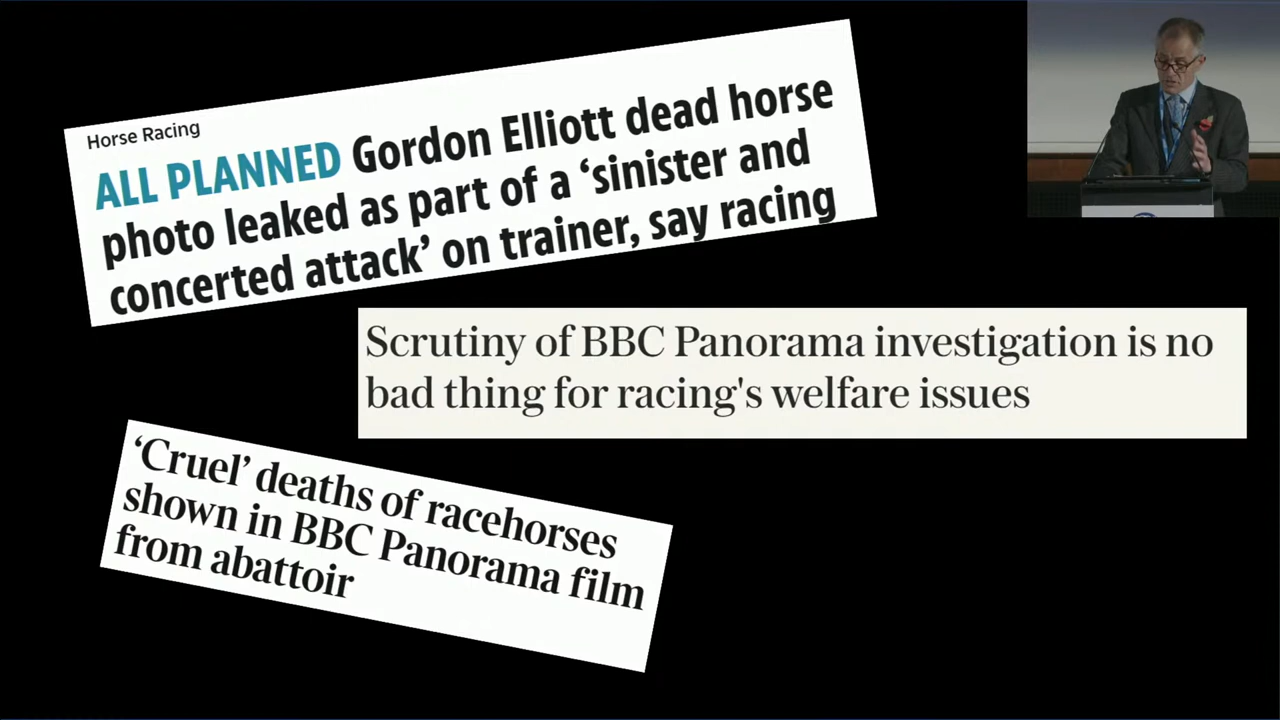 Horse Racing
ALL PLANNED Gordon Elliott dead horse
photo leaked as part of a ‘sinister and
concerted attack’ on trainer, say racing
Scrutiny of BBC Panorama investigation is no
bad thing for racing's welfare issues
‘Cruel’ deaths of racehorses
shown in BBC Panorama film
from abattoir